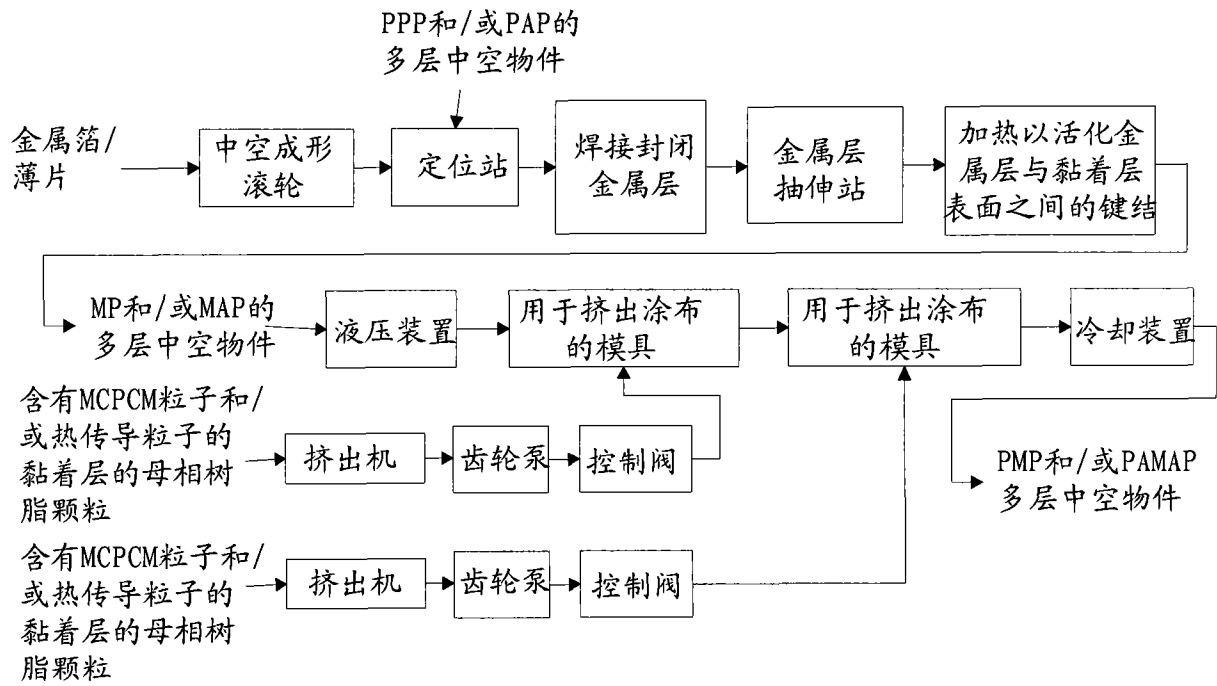 PPP和/或PAP的
多层中空物件
金属箔/
薄片
中空成形
滚轮
定位站
焊接封闭
金属层
金属层
抽伸站
加热以活化金
属层与黏着层
表面之间的键结
MP和/或MAP的
多层中空物件
液压装置
用于挤出涂布
的模具
用于挤出涂布
的模具
冷却装置
含有MCPCM粒子和/
或热传导粒子的
黏着层的母相树
脂颗粒
挤出机
齿轮泵
控制阀
PMP和/或PAMAP
多层中空物件
含有MCPCM粒子和/
或热传导粒子的
黏着层的母相树
脂颗粒
挤出机
齿轮泵
控制阀